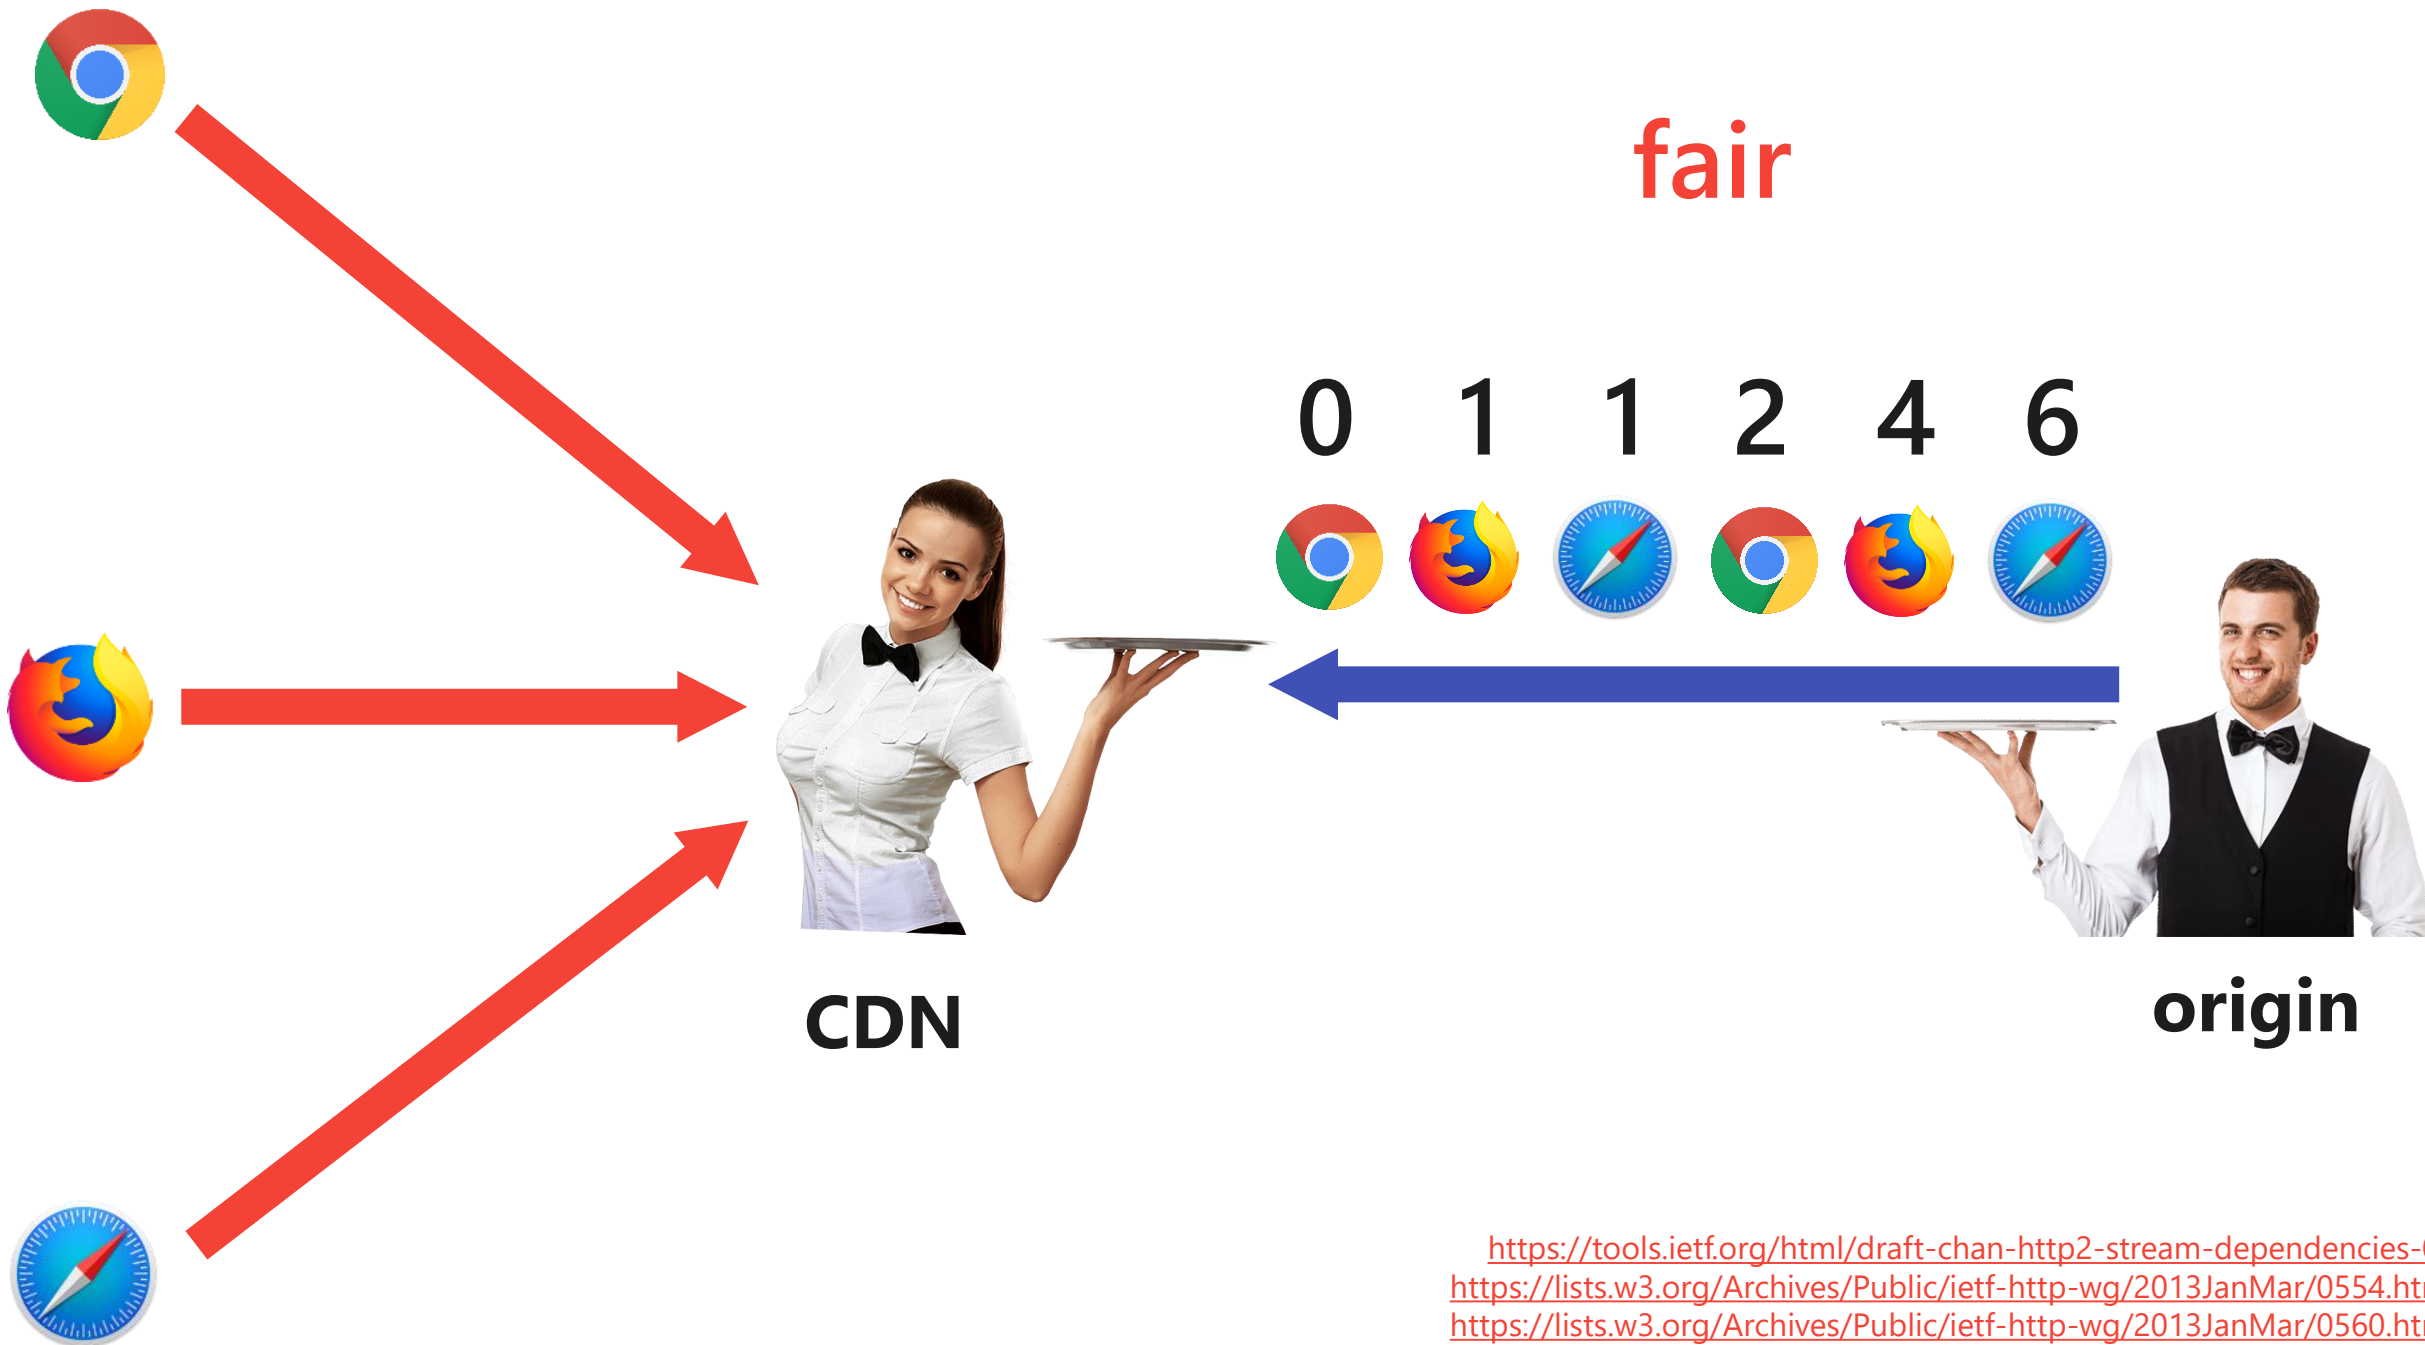 fair
0 1 1 2 4 6
CDN
origin
https://tools.ietf.org/html/draft-chan-http2-stream-dependencies-
https://lists.w3.org/Archives/Public/ietf-http-wg/2013JanMar/0554.ht
https://lists.w3.org/Archives/Public/ietf-http-wg/2013JanMar/0560.ht